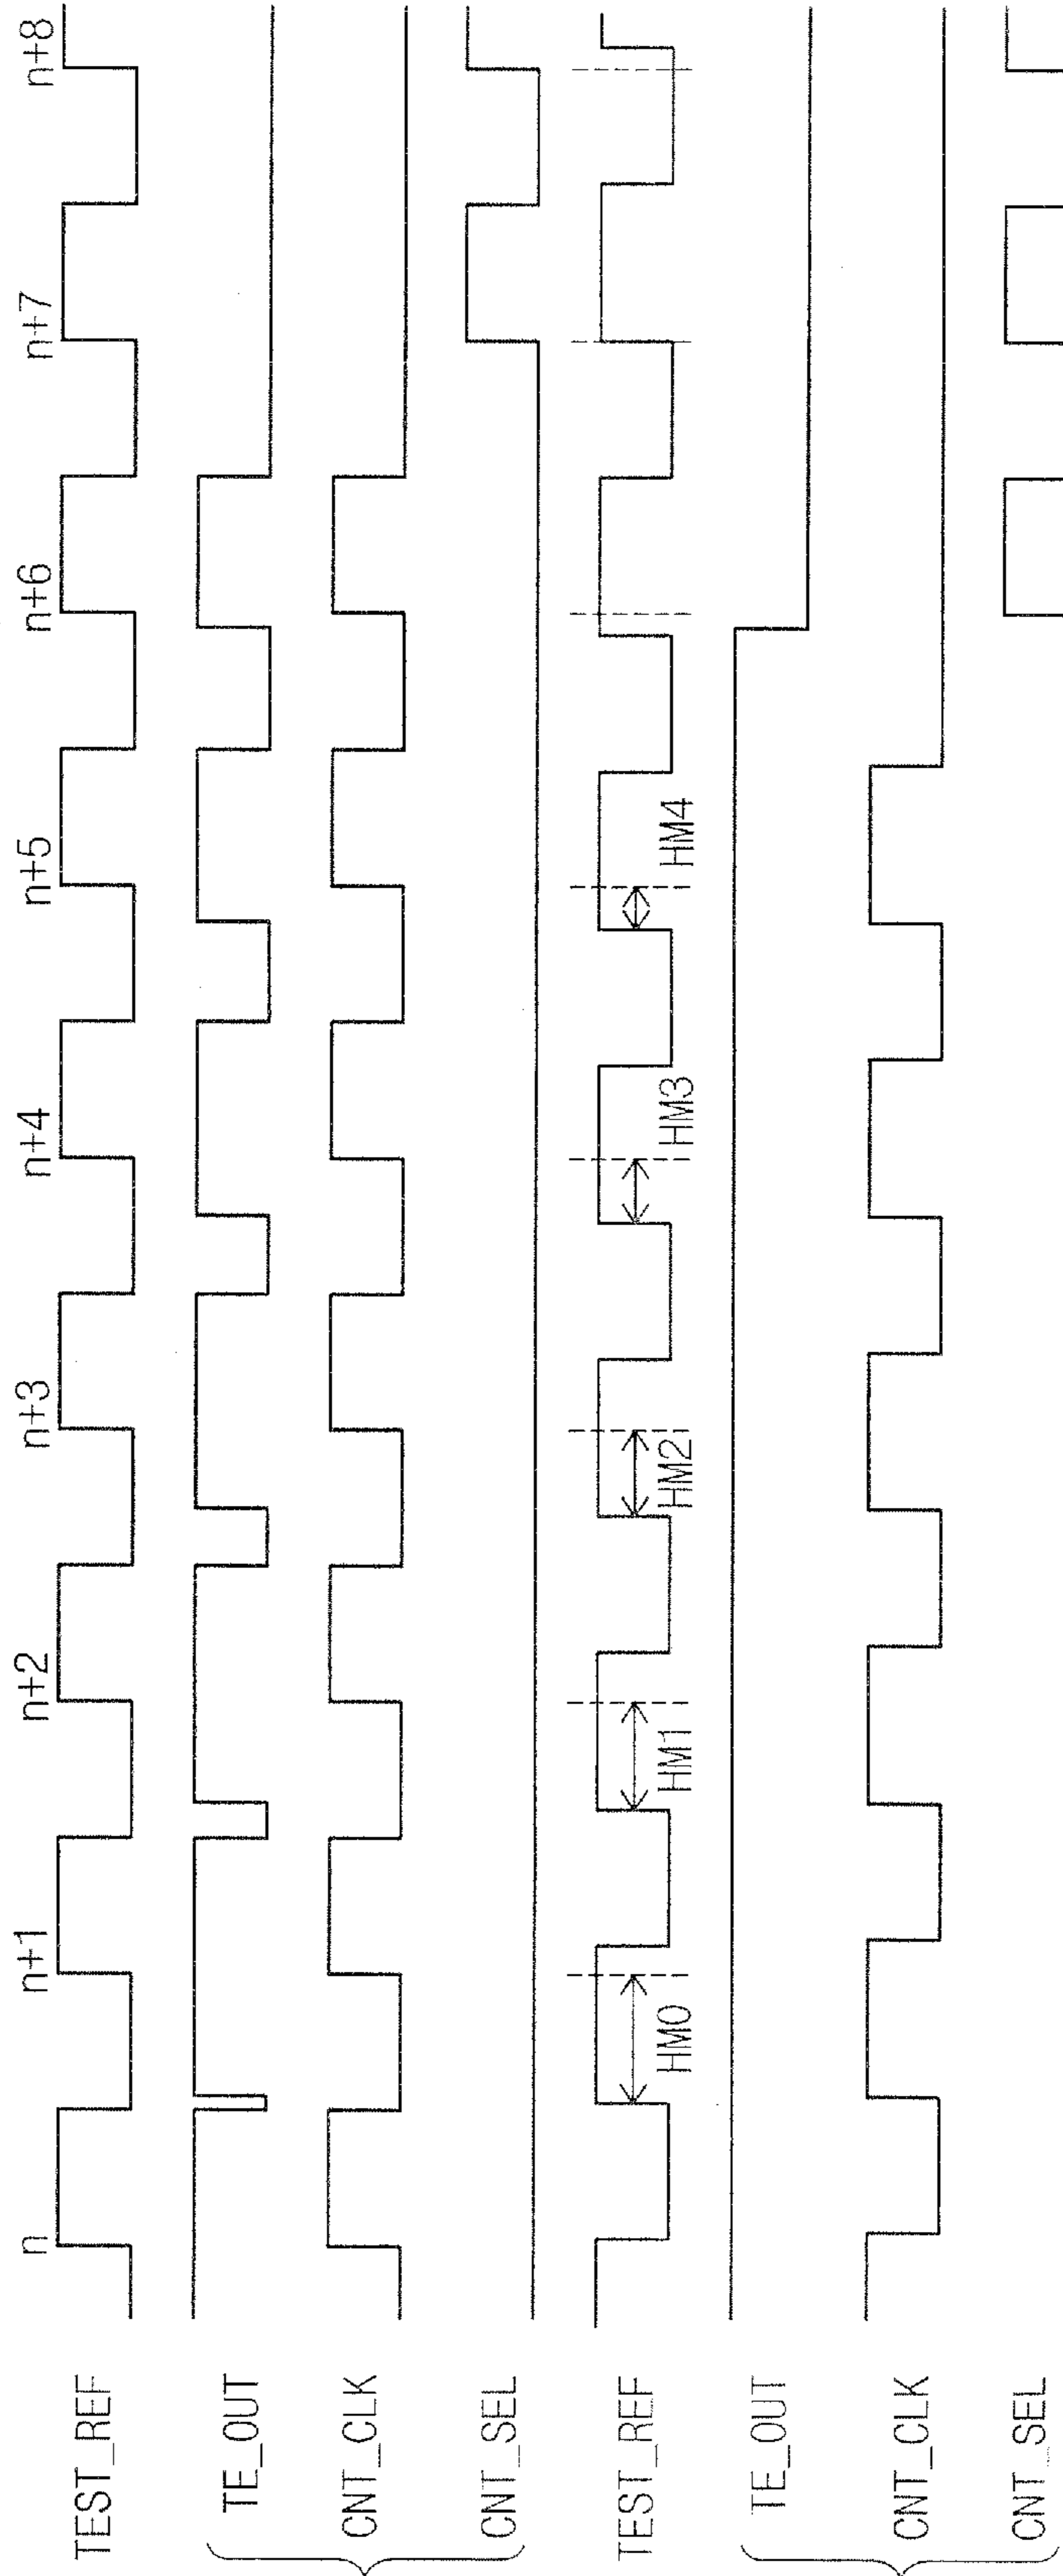 n n+1 n+2 n+3 n+4 n+5 n+6 n+7 n+8
TEST_REF
TE_OUT
CNT_CLK
CNT_SEL
TEST_REF
HM0 HM1 HM2 HM3 HM4
TE_OUT
CNT_CLK
CNT_SEL